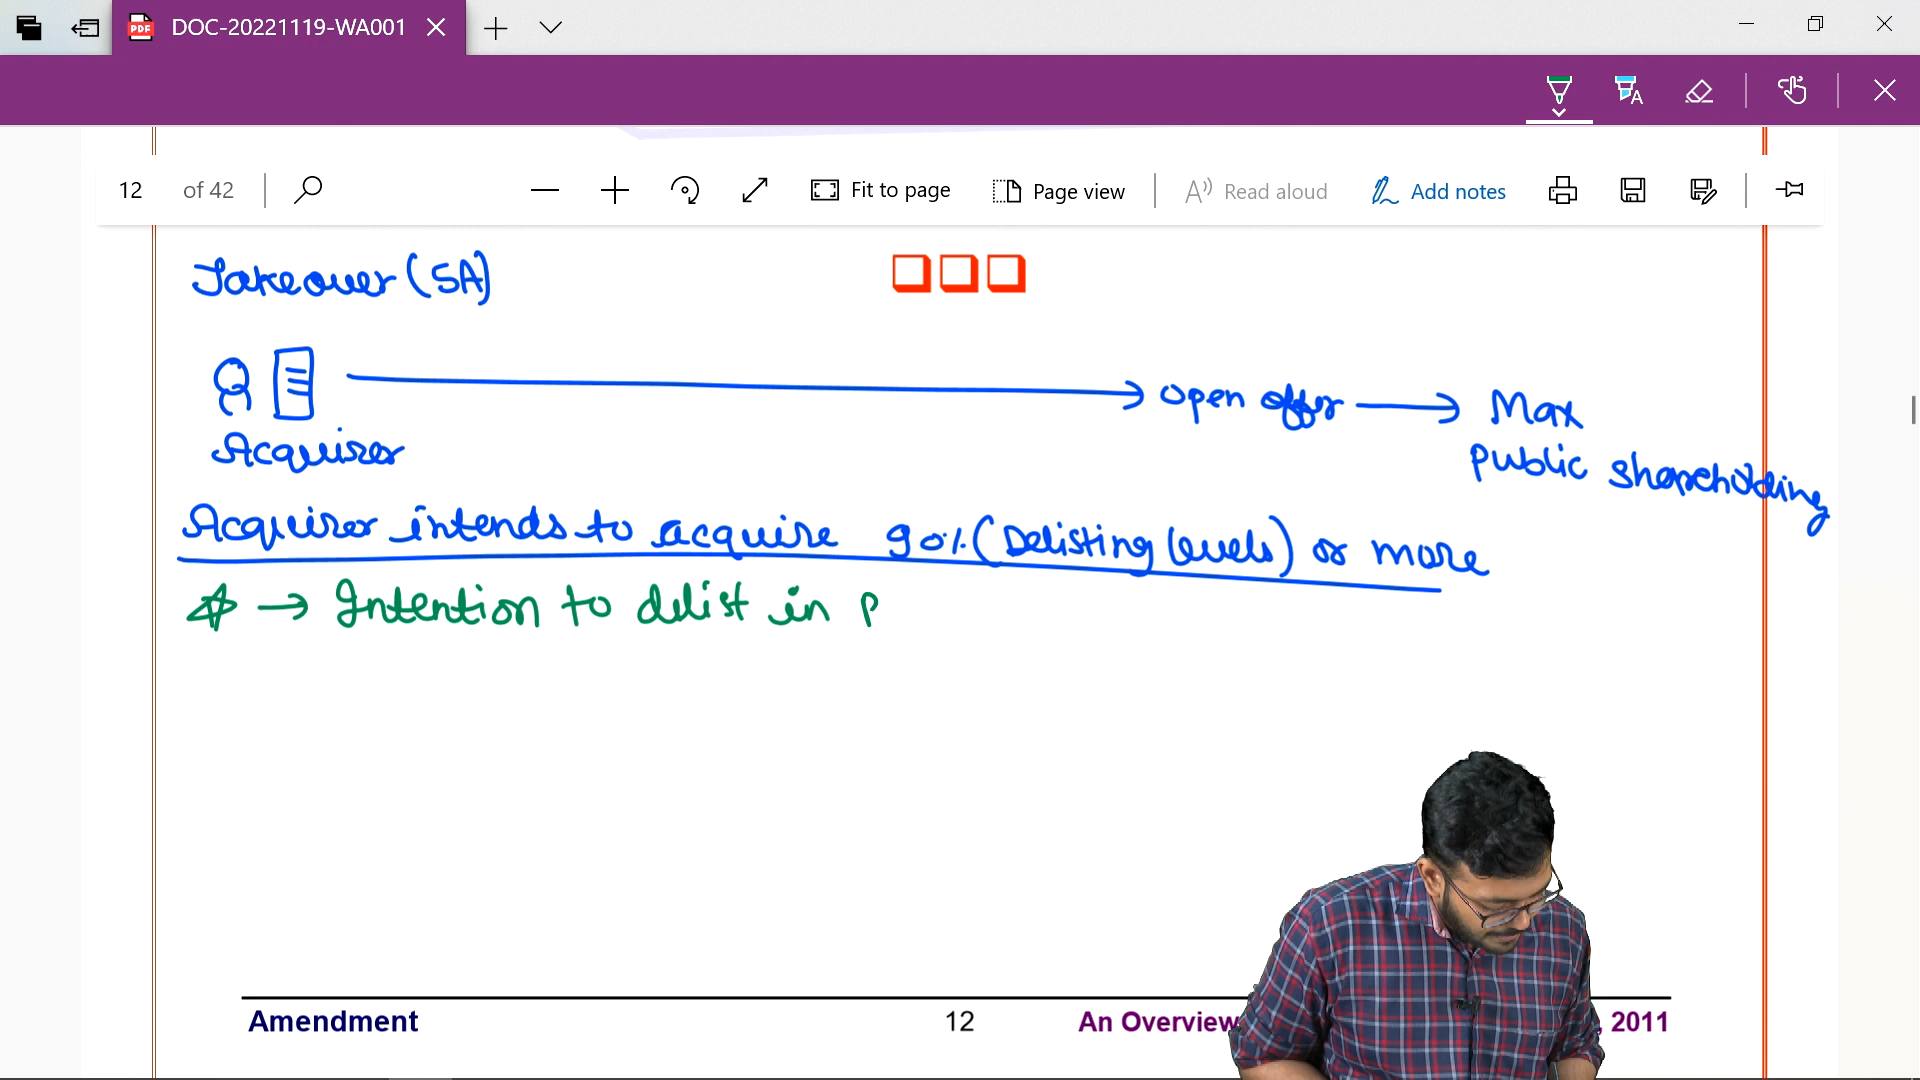 DOC-20221119-WA001
12 of 42
Fit to page
Page view
Read aloud
Add notes
Takeover (SA)
Open offer → Max
public shareholding
Acquirer
Acquirer intends to acquire 90% (Delisting levels) or more
☆ → Intention to delist in P
Amendment
12
An Overview
, 2011